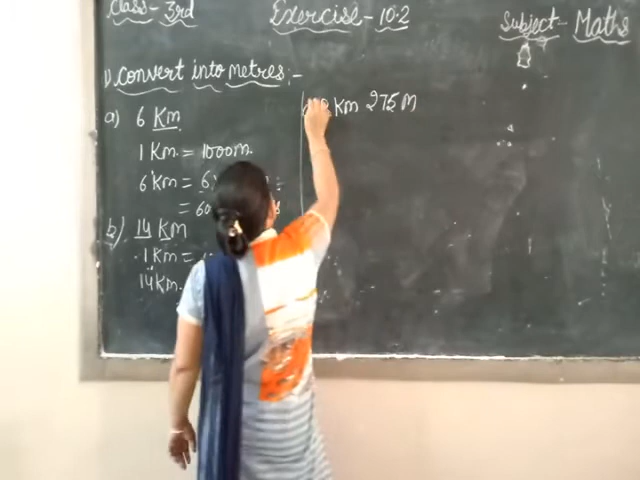 Class - 3rd
Exercise - 10.2
Subject - Maths
1) Convert into metres :-
a) 6 Km
1 Km. = 1000m.
6 Km = 6
= 60
b) 14 Km
1 Km =
14 Km.
Km 275 M